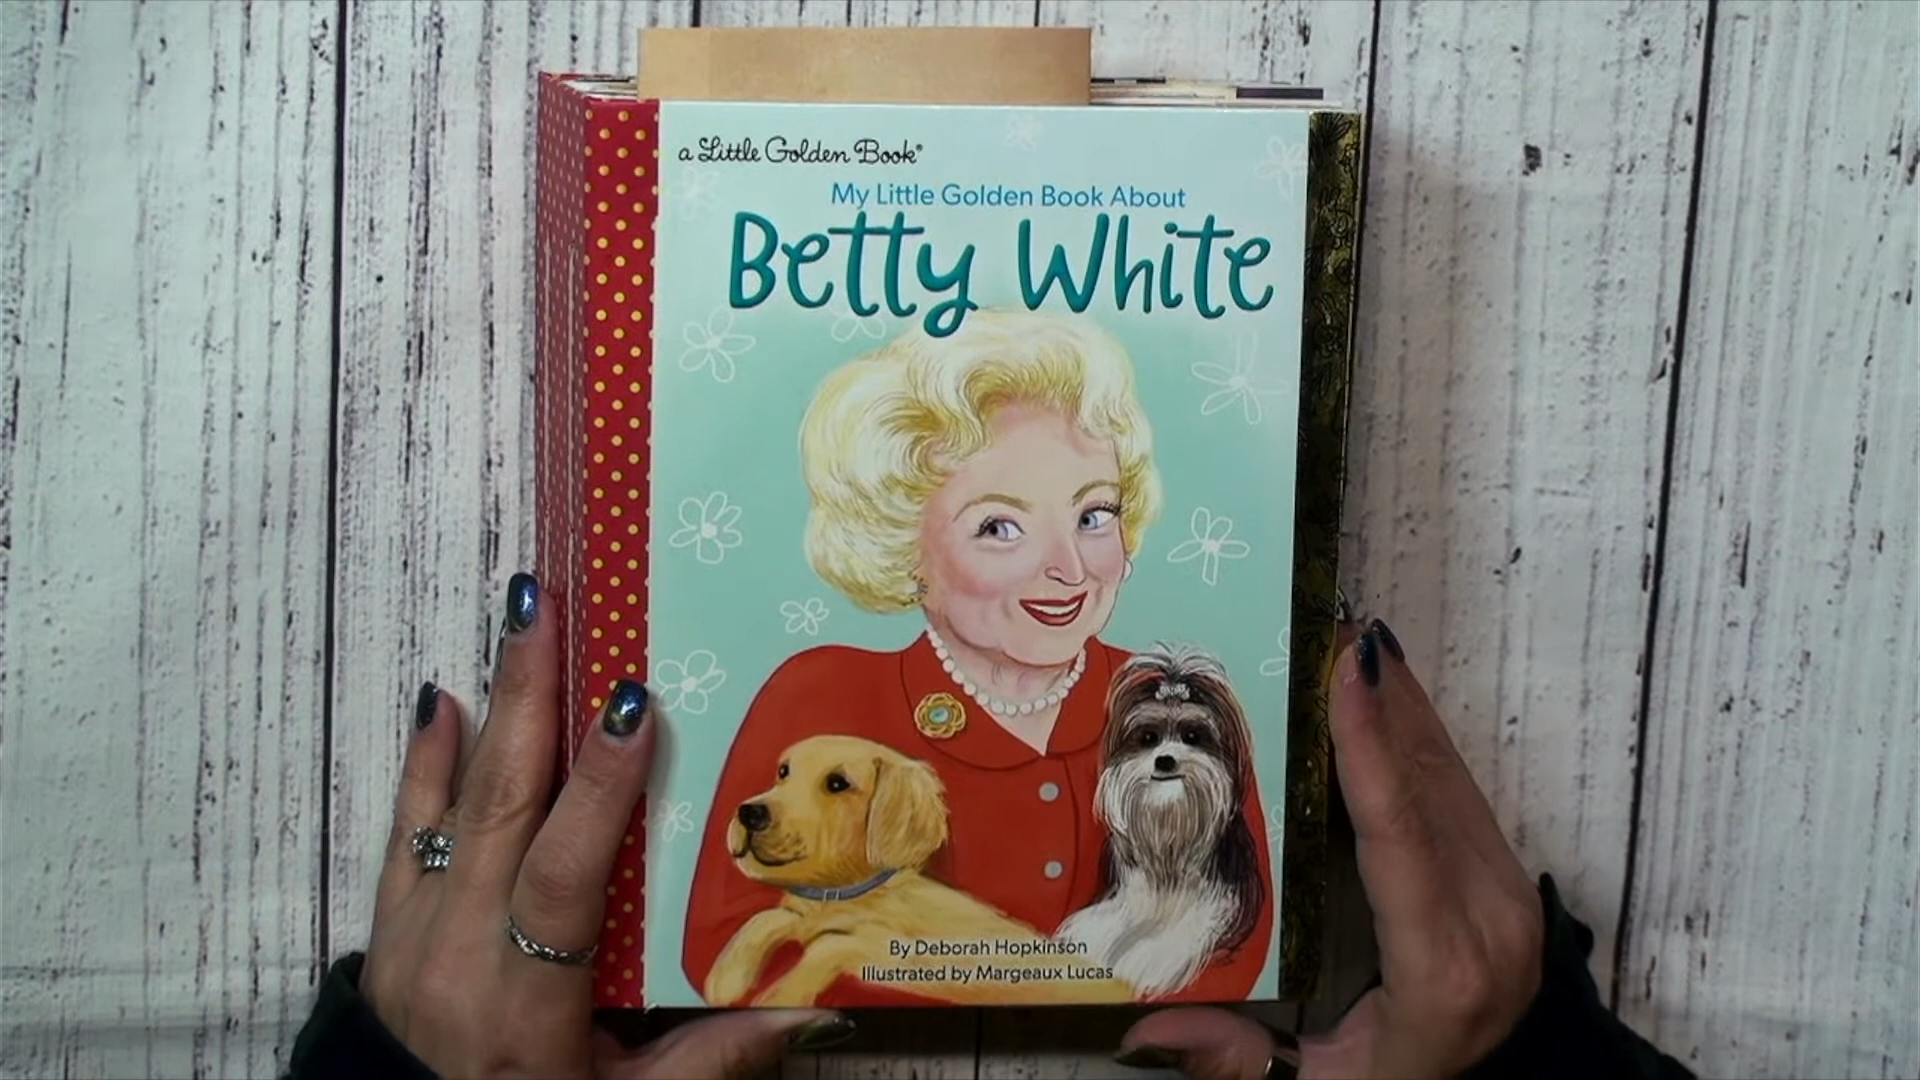 a Little Golden Book®
My Little Golden Book About
Betty White
By Deborah Hopkinson
Illustrated by Margeaux Lucas